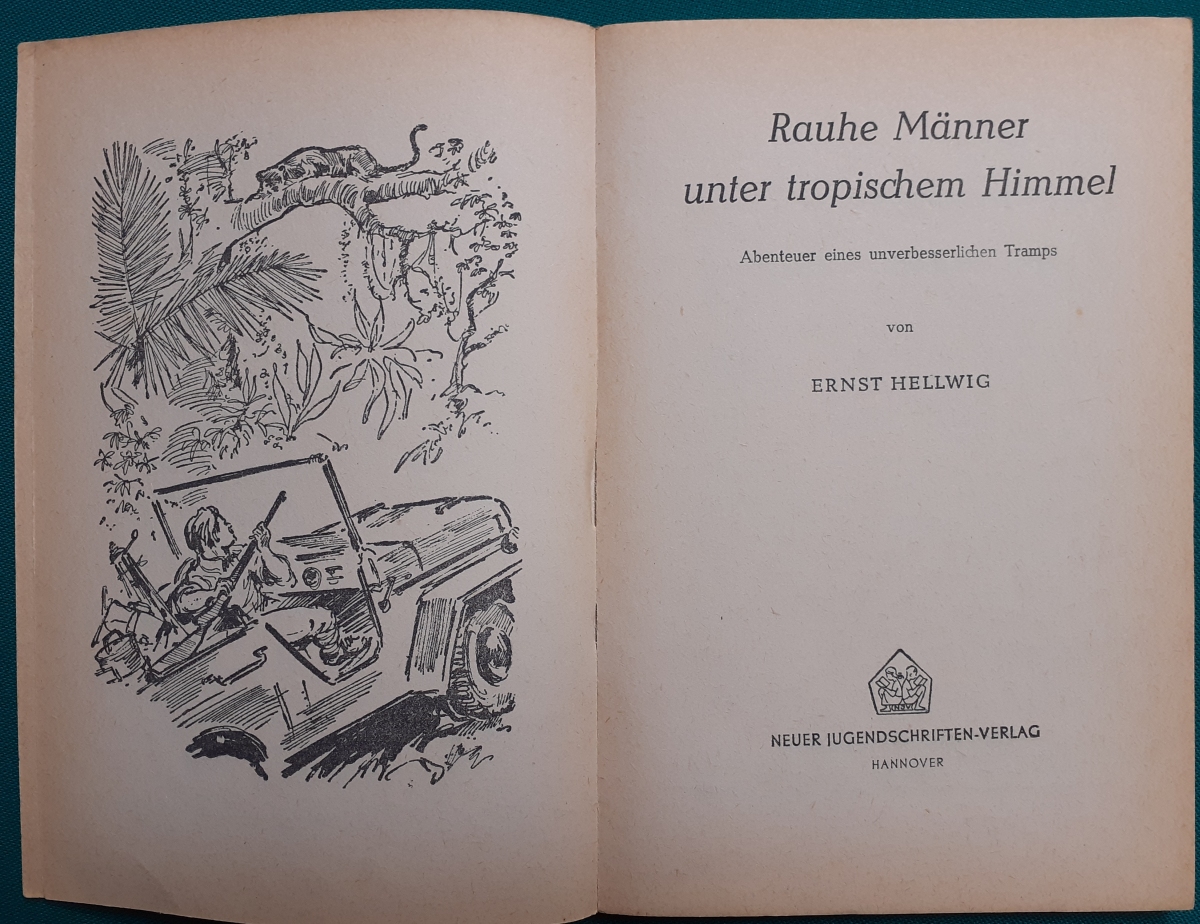 Rauhe Männer
unter tropischem Himmel
Abenteuer eines unverbesserlichen Tramps
von
ERNST HELLWIG
NEUER JUGENDSCHRIFTEN-VERLAG
HANNOVER